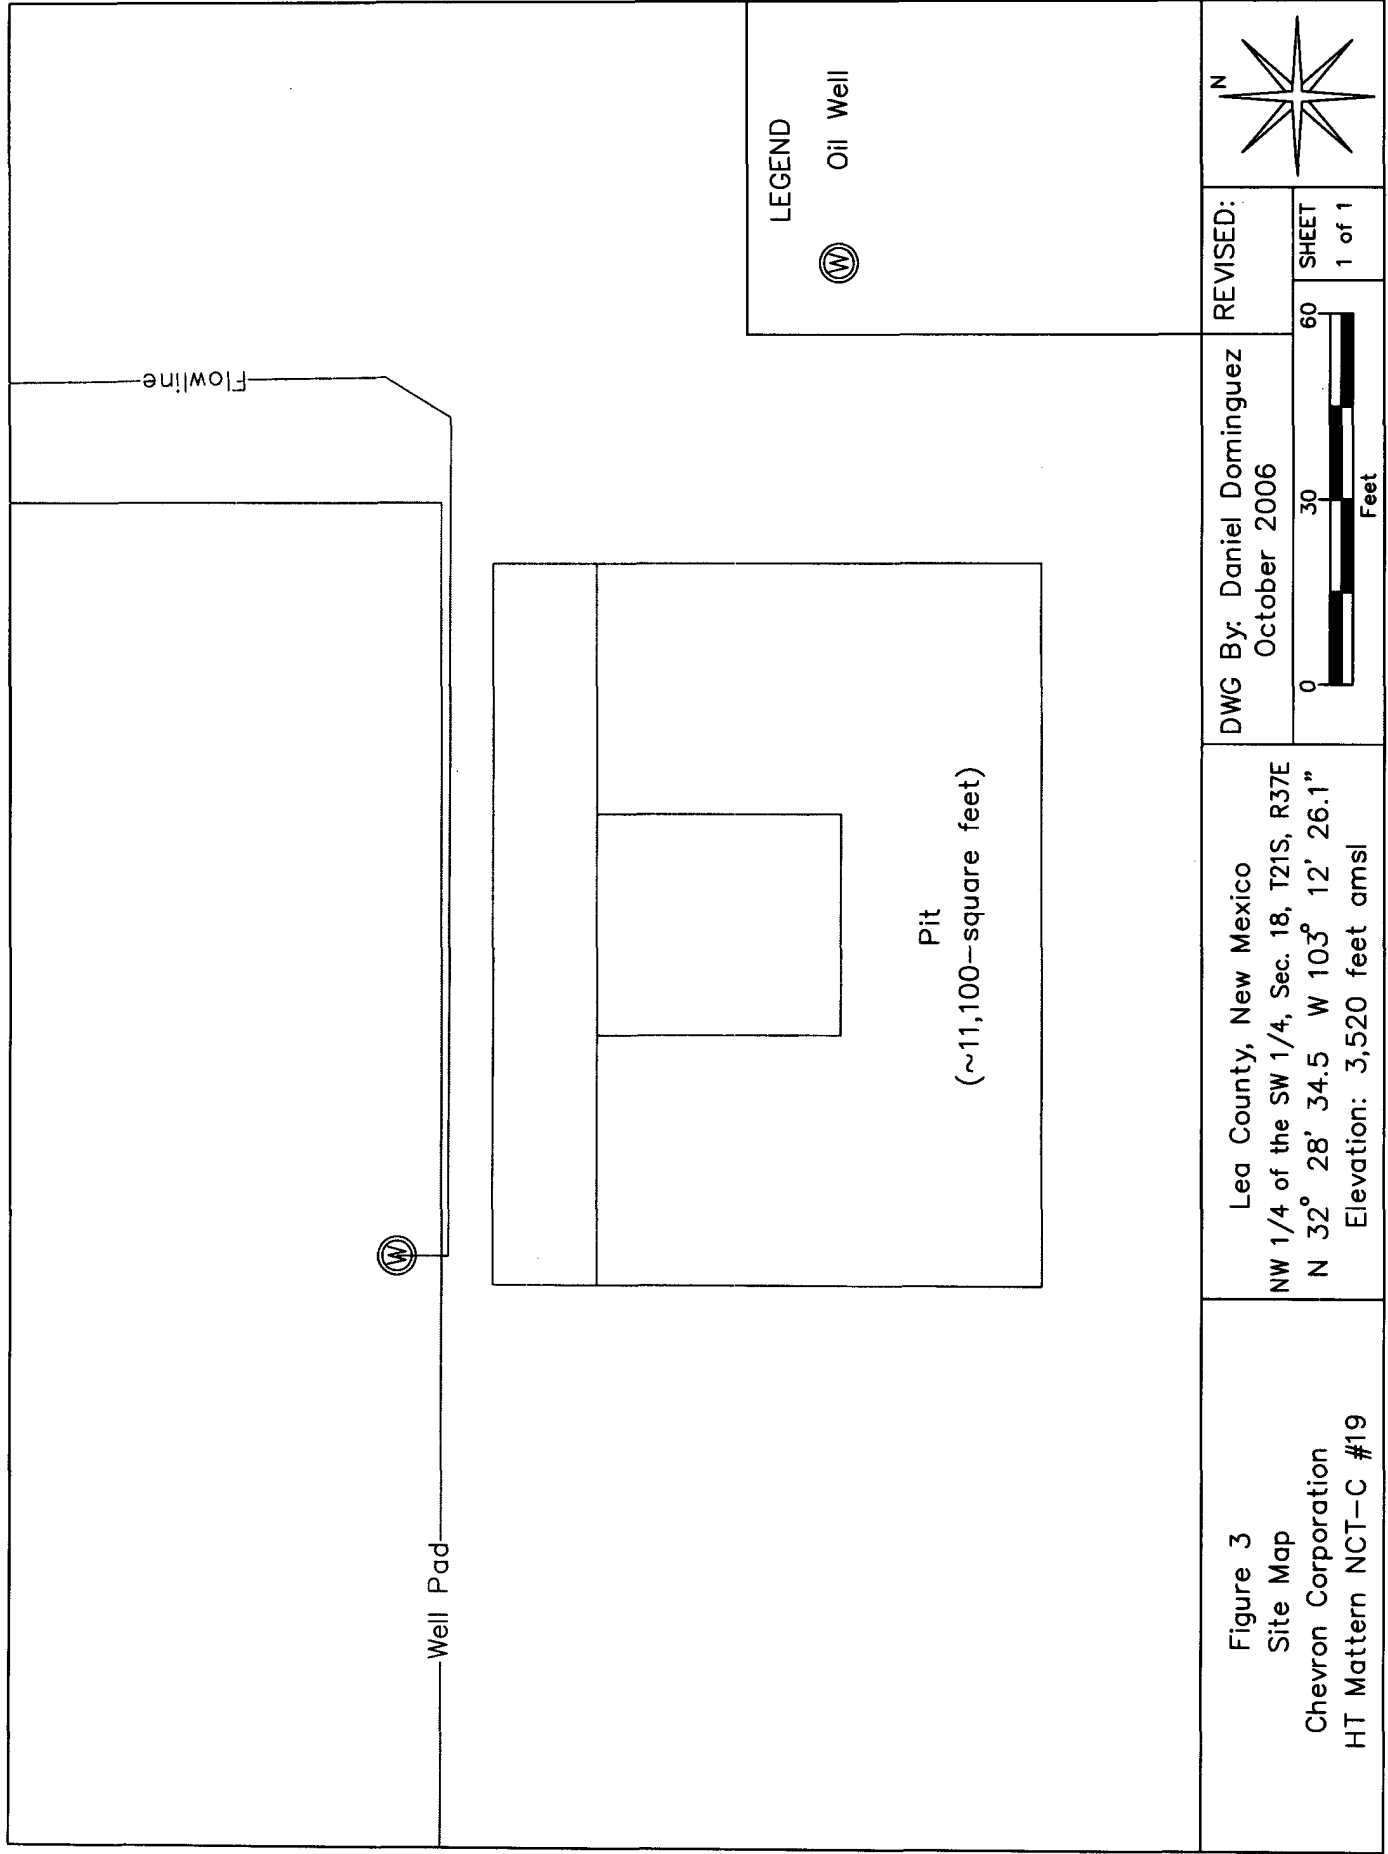 Flowline
Well Pad
Pit
(~11,100-square feet)
LEGEND
W Oil Well
W
Figure 3
Site Map
Chevron Corporation
HT Mattern NCT-C #19
Lea County, New Mexico
NW 1/4 of the SW 1/4, Sec. 18, T21S, R37E
N 32° 28' 34.5 W 103° 12' 26.1"
Elevation: 3,520 feet amsl
DWG By: Daniel Dominguez
October 2006
REVISED:
0 30 60
Feet
SHEET
1 of 1
N